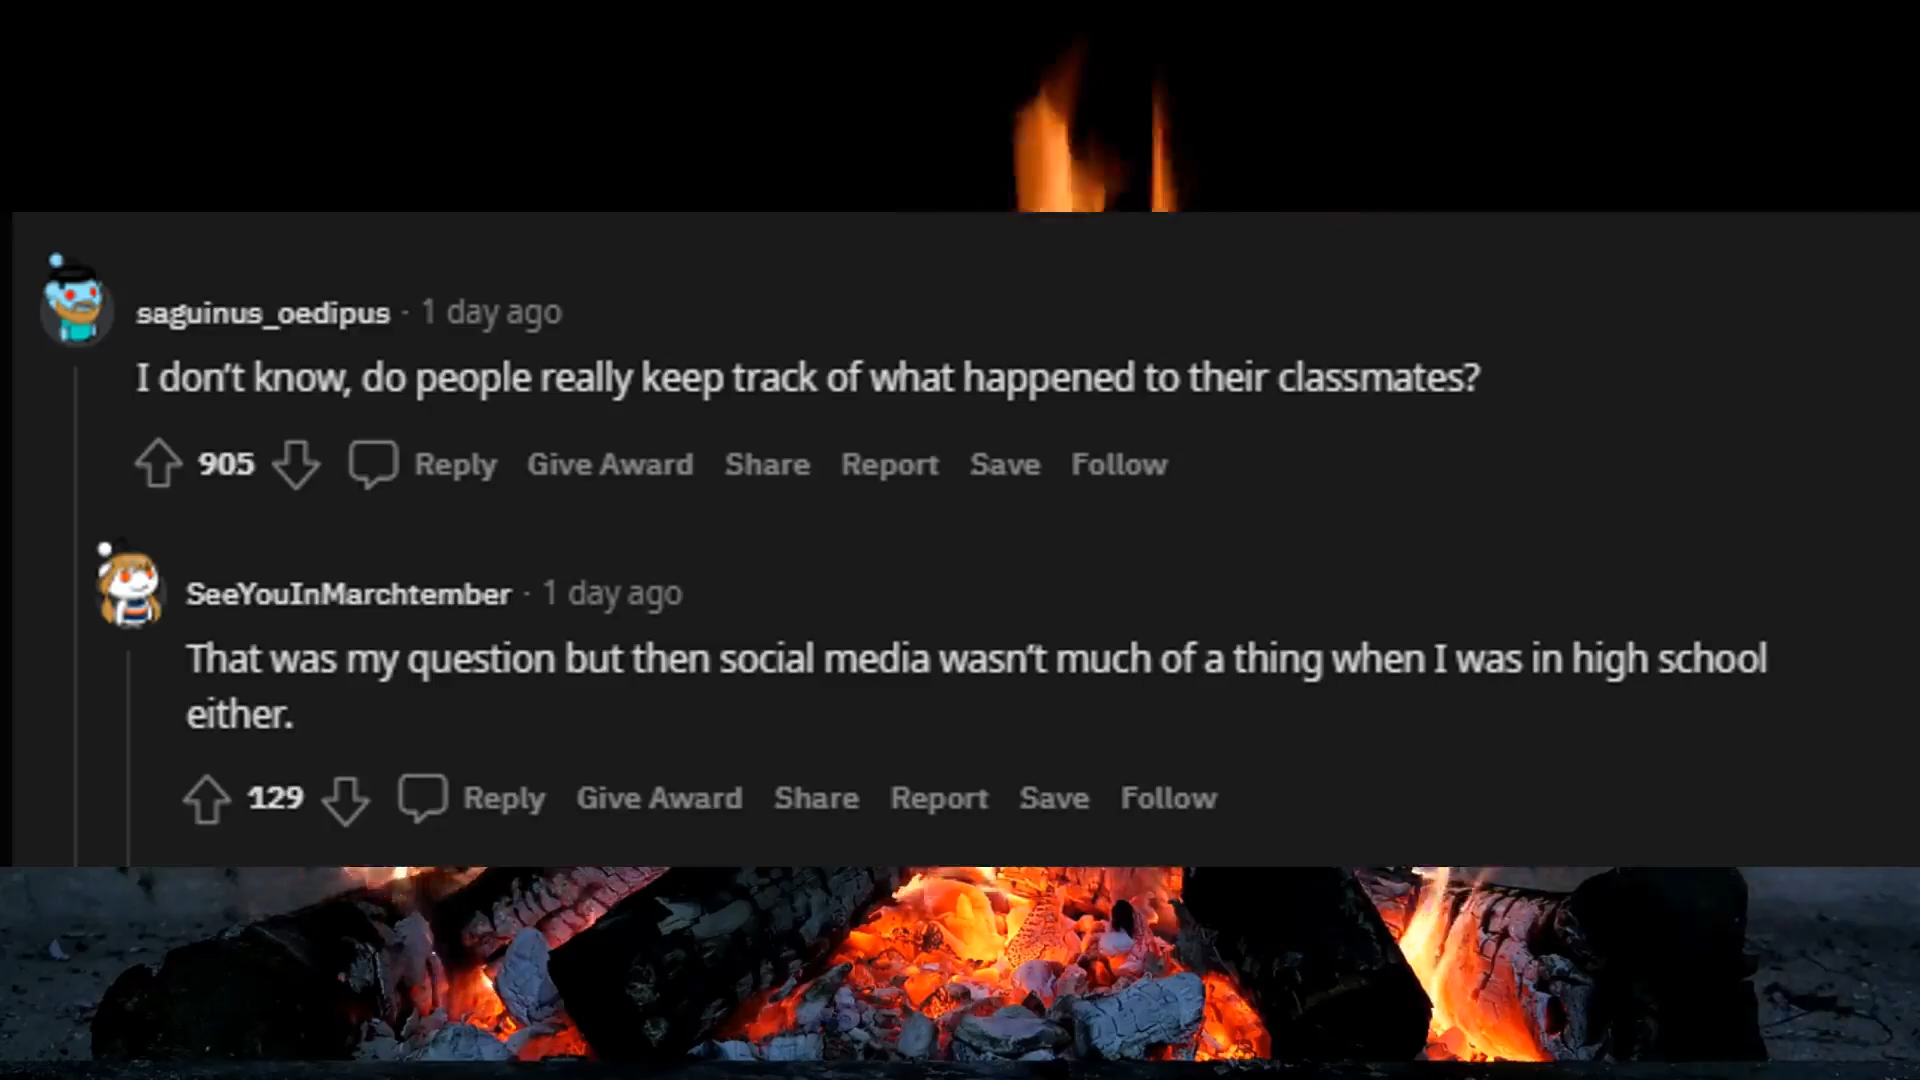 saguinus_oedipus · 1 day ago
I don't know, do people really keep track of what happened to their classmates?
905 Reply Give Award Share Report Save Follow
SeeYouInMarchtember · 1 day ago
That was my question but then social media wasn't much of a thing when I was in high school
either.
129 Reply Give Award Share Report Save Follow